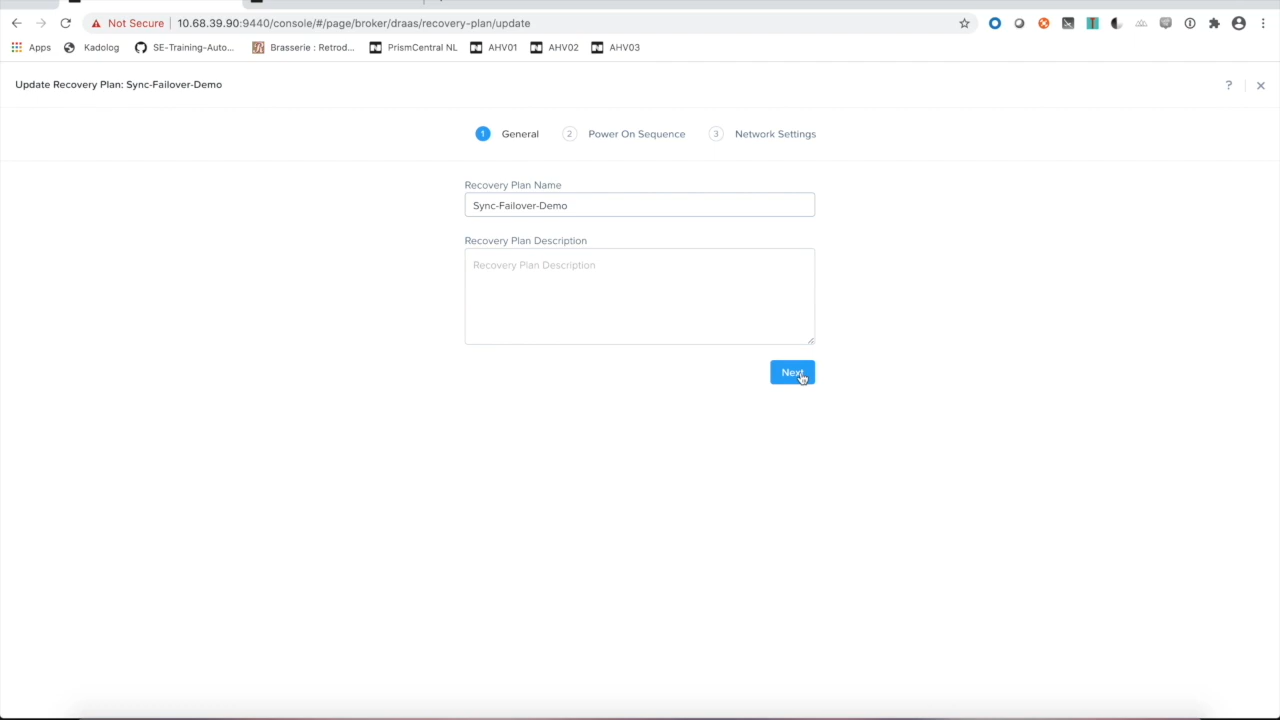 Not Secure
10.68.39.90:9440/console/#/page/broker/draas/recovery-plan/update
Apps Kadolog SE-Training-Auto... Brasserie : Retrod... PrismCentral NL AHV01 AHV02 AHV03
Update Recovery Plan: Sync-Failover-Demo
?
1 General 2 Power On Sequence 3 Network Settings
Recovery Plan Name
Sync-Failover-Demo
Recovery Plan Description
Recovery Plan Description
Next